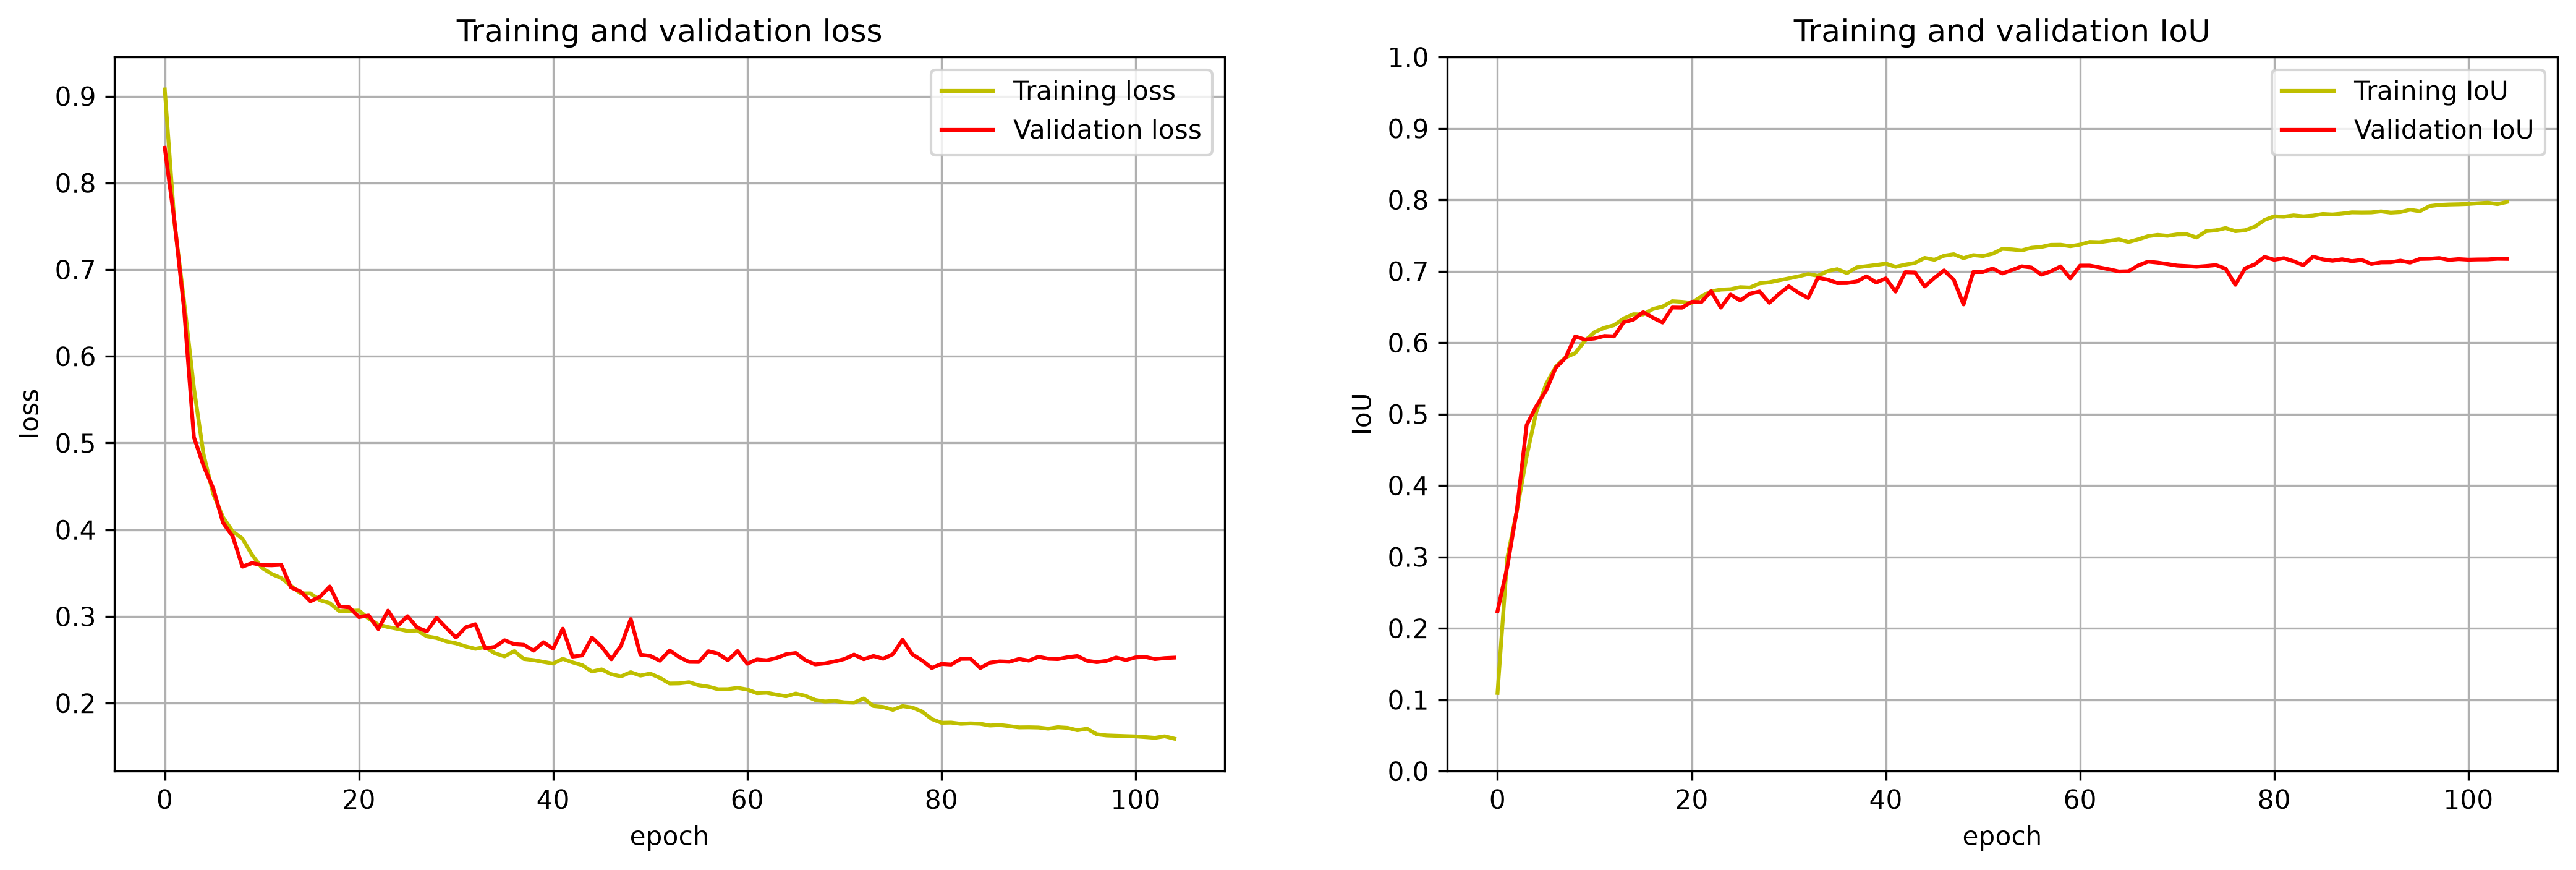 Training and validation loss
Training loss
Validation loss
0.9
0.8
0.7
0.6
0.5
0.4
0.3
0.2
loss
0 20 40 60 80 100
epoch
Training and validation IoU
Training IoU
Validation IoU
1.0
0.9
0.8
0.7
0.6
0.5
0.4
0.3
0.2
0.1
0.0
IoU
0 20 40 60 80 100
epoch